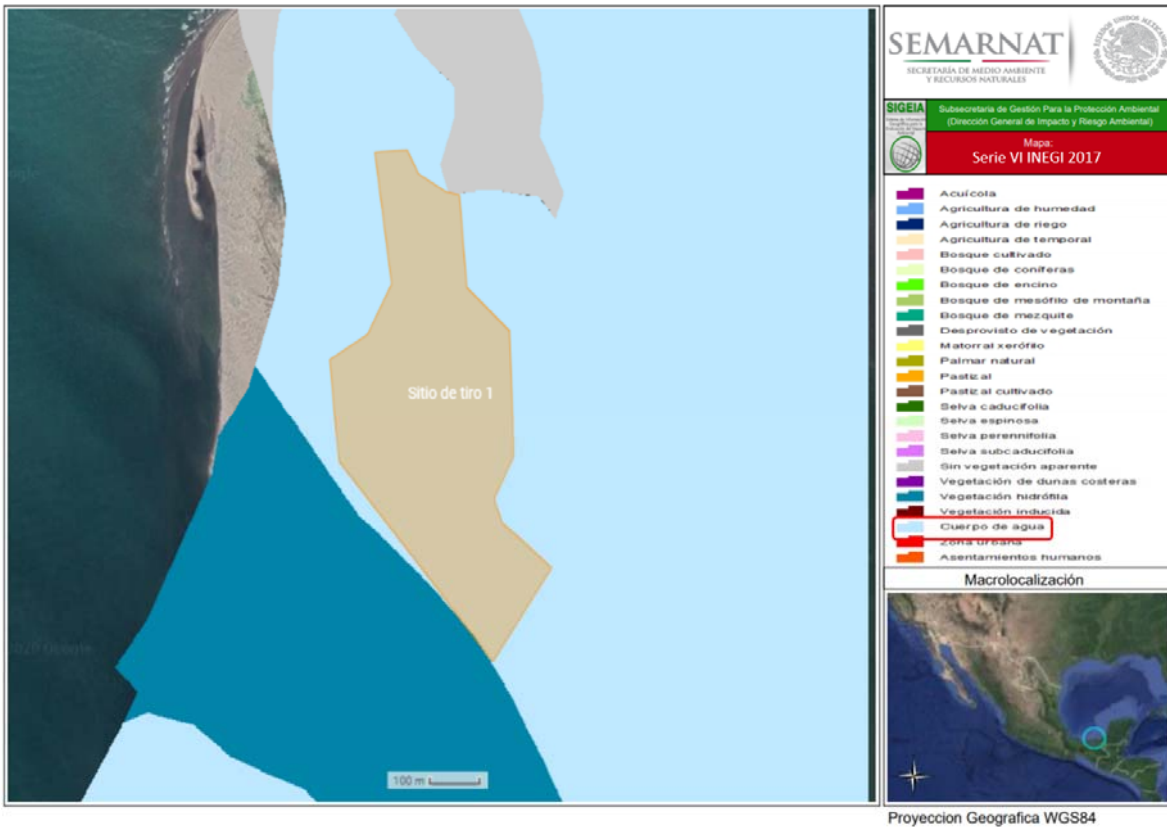 SEMARNAT
SECRETARÍA DE MEDIO AMBIENTE
Y RECURSOS NATURALES
ESTADOS UNIDOS MEXICANOS
SIGEIA
Subsecretaria de Gestión Para la Protección Ambiental
(Dirección General de Impacto y Riesgo Ambiental)
Mapa:
Serie VI INEGI 2017
Sitio de tiro 1
100 m
Acuícola
Agricultura de humedad
Agricultura de riego
Agricultura de temporal
Bosque cultivado
Bosque de coníferas
Bosque de encino
Bosque de mesófilo de montaña
Bosque de mezquite
Desprovisto de vegetación
Matorral xerófilo
Palmar natural
Pastizal
Pastizal cultivado
Selva caducifolia
Selva espinosa
Selva perennifolia
Selva subcaducifolia
Sin vegetación aparente
Vegetación de dunas costeras
Vegetación hidrófila
Vegetación inducida
Cuerpo de agua
Zona urbana
Asentamientos humanos
Macrolocalización
Proyeccion Geografica WGS84